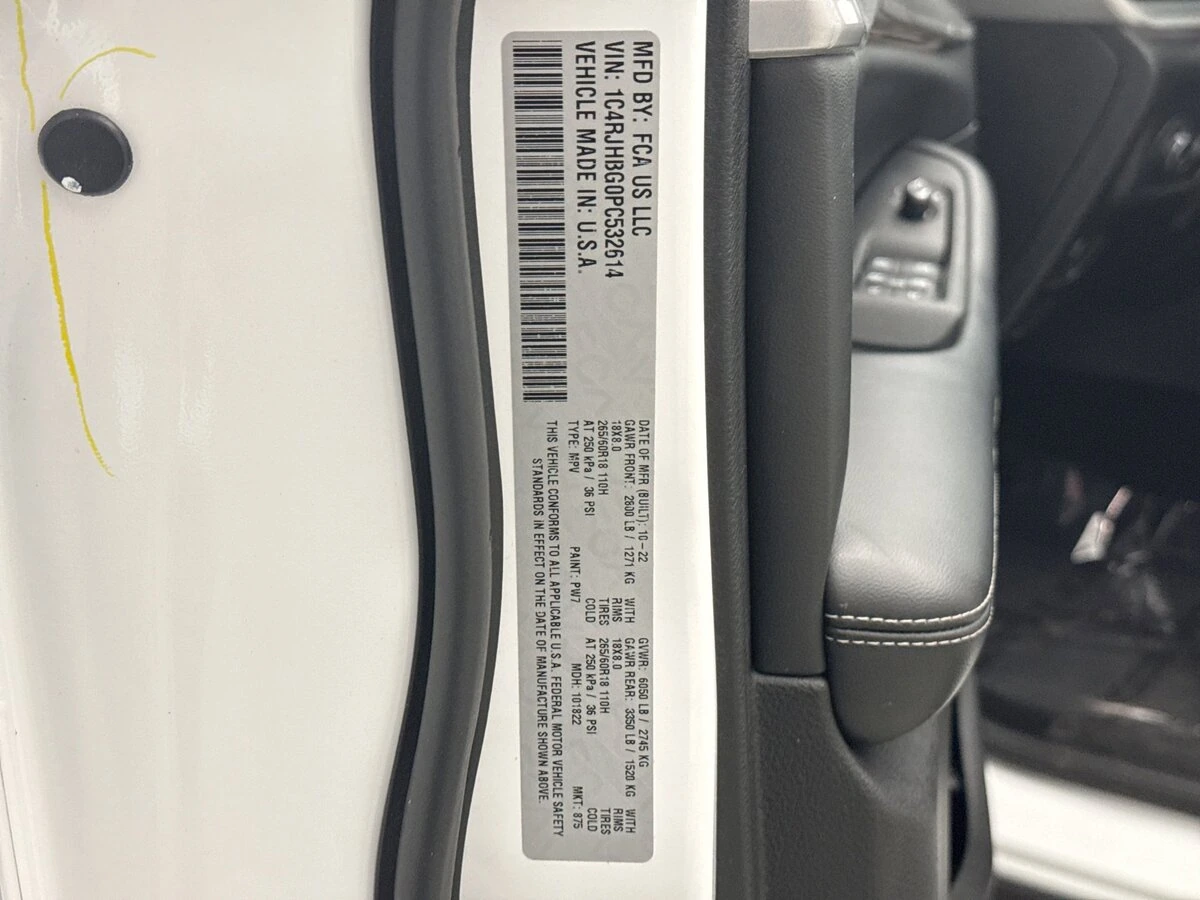 MFD BY: FCA US LLC
VIN: 1C4RJHBG0PC532614
VEHICLE MADE IN: U.S.A.
DATE OF MFR (BUILT): 10-22 GVWR: 6050 LB / 2745 KG
GAWR FRONT: 2800 LB / 1271 KG WITH GAWR REAR: 3350 LB / 1520 KG WITH
18X8.0 RIMS 18X8.0 RIMS
265/60R18 110H TIRES 265/60R18 110H TIRES
AT 250 kPa / 36 PSI COLD AT 250 kPa / 36 PSI COLD
TYPE: MPV PAINT: PW7 MDH: 101822 MKT: 875
THIS VEHICLE CONFORMS TO ALL APPLICABLE U.S.A. FEDERAL MOTOR VEHICLE SAFETY
STANDARDS IN EFFECT ON THE DATE OF MANUFACTURE SHOWN ABOVE.